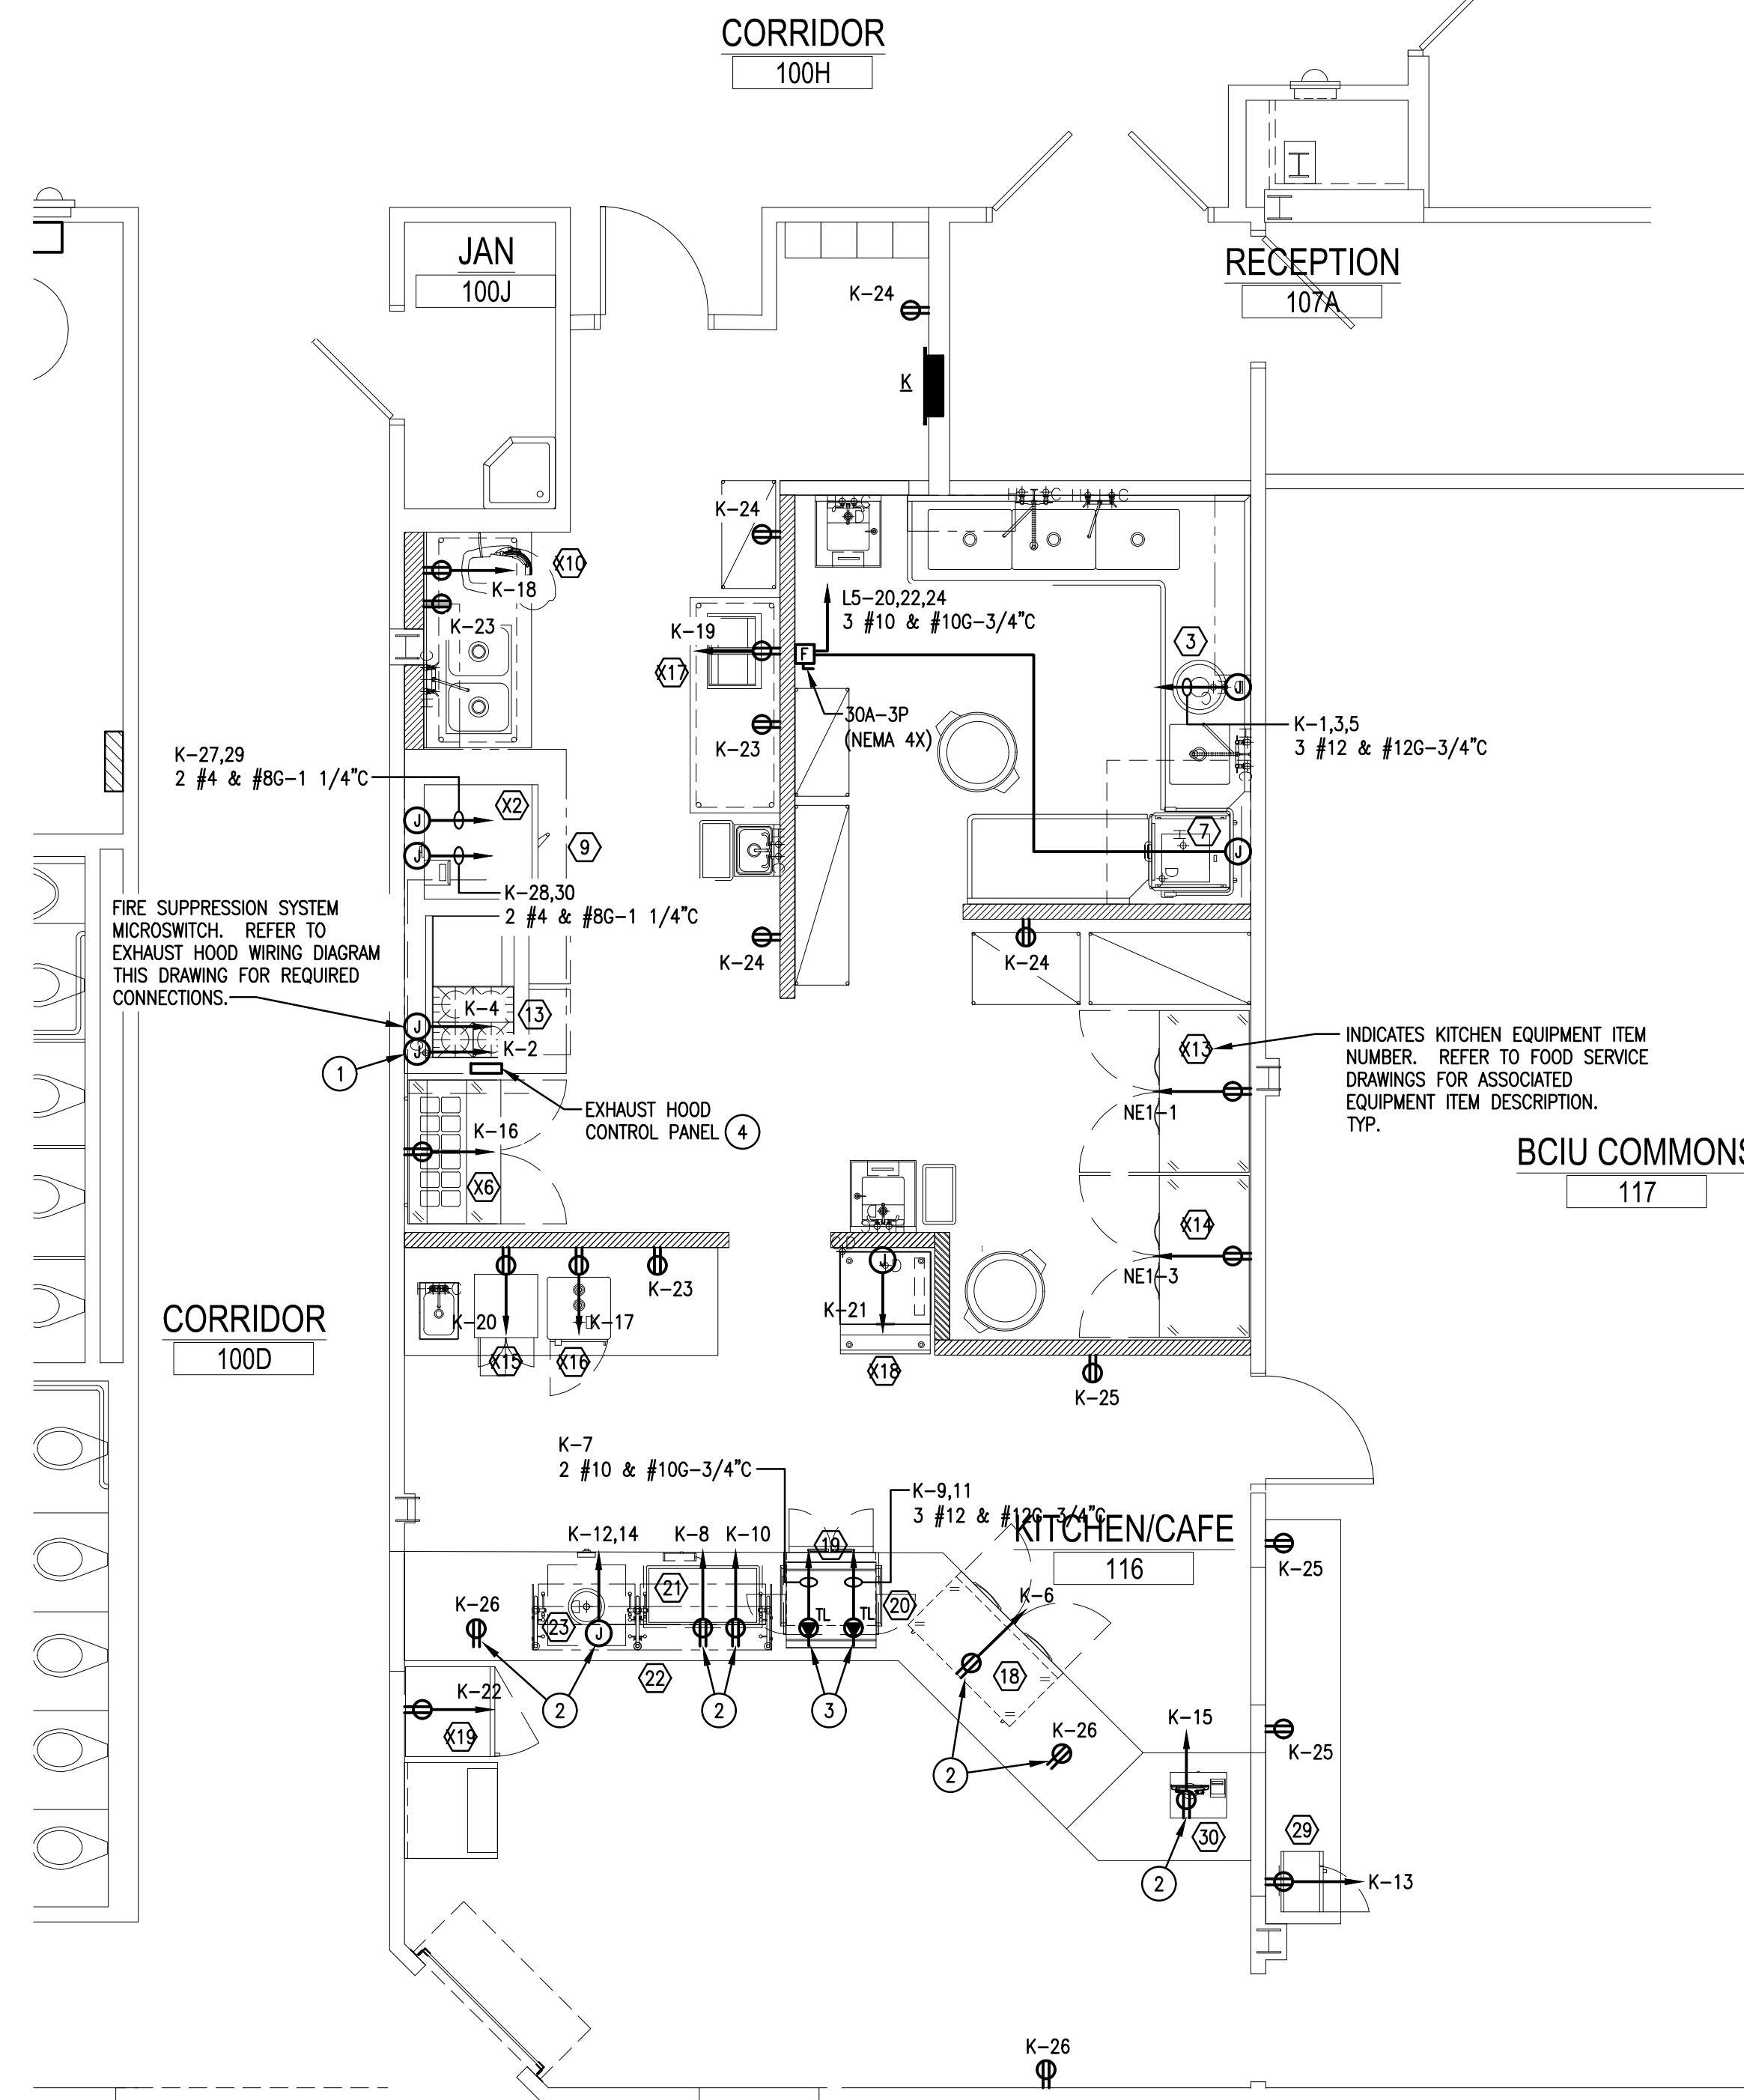 CORRIDOR
100H
JAN
100J
RECEPTION
107A
K-24
K
K-24
X10
K-18
K-23
K-19
X17
L5-20,22,24
3 #10 & #10G-3/4"C
F
30A-3P
(NEMA 4X)
K-23
3
J
K-1,3,5
3 #12 & #12G-3/4"C
K-27,29
2 #4 & #8G-1 1/4"C
X2
J
J
9
7
J
K-28,30
2 #4 & #8G-1 1/4"C
FIRE SUPPRESSION SYSTEM
MICROSWITCH. REFER TO
EXHAUST HOOD WIRING DIAGRAM
THIS DRAWING FOR REQUIRED
CONNECTIONS.
K-24
K-24
K-4
13
J
K-2
J
1
X13
INDICATES KITCHEN EQUIPMENT ITEM
NUMBER. REFER TO FOOD SERVICE
DRAWINGS FOR ASSOCIATED
EQUIPMENT ITEM DESCRIPTION.
TYP.
EXHAUST HOOD
CONTROL PANEL 4
NE1-1
K-16
X6
BCIU COMMONS
117
X14
NE1-3
J
K-23
K-21
K-20
K-17
X15
X16
X18
CORRIDOR
100D
K-25
K-7
2 #10 & #10G-3/4"C
K-9,11
3 #12 & #12G-3/4"C
KITCHEN/CAFE
116
K-12,14
K-8
K-10
19
K-25
21
20
K-6
K-26
23
J
TL
TL
22
18
K-22
2
2
3
X19
K-26
2
K-15
K-25
30
29
2
K-13
K-26